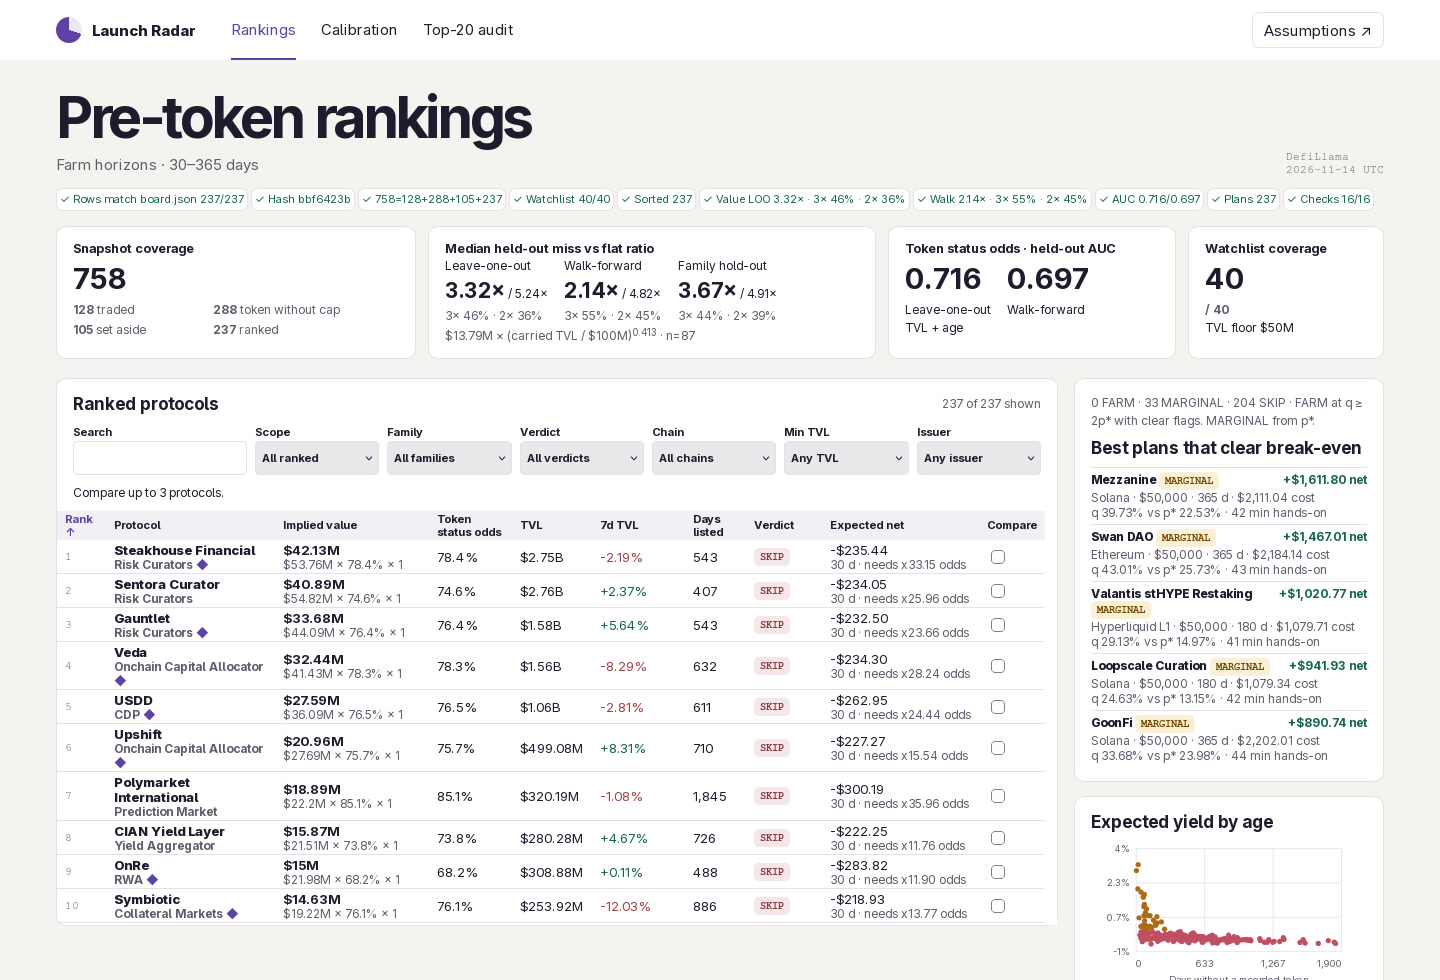 Launch Radar
Rankings
Calibration
Top-20 audit
Assumptions ↗
Pre-token rankings
Farm horizons · 30–365 days
DefiLlama
2026-11-14 UTC
✓ Rows match board.json 237/237
✓ Hash bbf6423b
✓ 758=128+288+105+237
✓ Watchlist 40/40
✓ Sorted 237
✓ Value LOO 3.32× · 3× 46% · 2× 36%
✓ Walk 2.14× · 3× 55% · 2× 45%
✓ AUC 0.716/0.697
✓ Plans 237
✓ Checks 16/16
Snapshot coverage
758
128 traded
288 token without cap
105 set aside
237 ranked
Median held-out miss vs flat ratio
Leave-one-out
Walk-forward
Family hold-out
3.32× / 5.24×
2.14× / 4.82×
3.67× / 4.91×
3× 46% · 2× 36%
3× 55% · 2× 45%
3× 44% · 2× 39%
$13.79M × (carried TVL / $100M)0.413 · n=87
Token status odds · held-out AUC
0.716
0.697
Leave-one-out
Walk-forward
TVL + age
Watchlist coverage
40
/ 40
TVL floor $50M
Ranked protocols
237 of 237 shown
Search
Scope
Family
Verdict
Chain
Min TVL
Issuer
All ranked
All families
All verdicts
All chains
Any TVL
Any issuer
Compare up to 3 protocols.
Rank ↑
Protocol
Implied value
Token status odds
TVL
7d TVL
Days listed
Verdict
Expected net
Compare
1
Steakhouse Financial
Risk Curators ◆
$42.13M
$53.76M × 78.4% × 1
78.4%
$2.75B
-2.19%
543
SKIP
-$235.44
30 d · needs x33.15 odds
2
Sentora Curator
Risk Curators
$40.89M
$54.82M × 74.6% × 1
74.6%
$2.76B
+2.37%
407
SKIP
-$234.05
30 d · needs x25.96 odds
3
Gauntlet
Risk Curators ◆
$33.68M
$44.09M × 76.4% × 1
76.4%
$1.58B
+5.64%
543
SKIP
-$232.50
30 d · needs x23.66 odds
4
Veda
Onchain Capital Allocator ◆
$32.44M
$41.43M × 78.3% × 1
78.3%
$1.56B
-8.29%
632
SKIP
-$234.30
30 d · needs x28.24 odds
5
USDD
CDP ◆
$27.59M
$36.09M × 76.5% × 1
76.5%
$1.06B
-2.81%
611
SKIP
-$262.95
30 d · needs x24.44 odds
6
Upshift
Onchain Capital Allocator ◆
$20.96M
$27.69M × 75.7% × 1
75.7%
$499.08M
+8.31%
710
SKIP
-$227.27
30 d · needs x15.54 odds
7
Polymarket International
Prediction Market
$18.89M
$22.2M × 85.1% × 1
85.1%
$320.19M
-1.08%
1,845
SKIP
-$300.19
30 d · needs x35.96 odds
8
CIAN Yield Layer
Yield Aggregator
$15.87M
$21.51M × 73.8% × 1
73.8%
$280.28M
+4.67%
726
SKIP
-$222.25
30 d · needs x11.76 odds
9
OnRe
RWA ◆
$15M
$21.98M × 68.2% × 1
68.2%
$308.88M
+0.11%
488
SKIP
-$283.82
30 d · needs x11.90 odds
10
Symbiotic
Collateral Markets ◆
$14.63M
$19.22M × 76.1% × 1
76.1%
$253.92M
-12.03%
886
SKIP
-$218.93
30 d · needs x13.77 odds
0 FARM · 33 MARGINAL · 204 SKIP · FARM at q ≥
2p* with clear flags. MARGINAL from p*.
Best plans that clear break-even
Mezzanine MARGINAL +$1,611.80 net
Solana · $50,000 · 365 d · $2,111.04 cost
q 39.73% vs p* 22.53% · 42 min hands-on
Swan DAO MARGINAL +$1,467.01 net
Ethereum · $50,000 · 365 d · $2,184.14 cost
q 43.01% vs p* 25.73% · 43 min hands-on
Valantis stHYPE Restaking +$1,020.77 net
MARGINAL
Hyperliquid L1 · $50,000 · 180 d · $1,079.71 cost
q 29.13% vs p* 14.97% · 41 min hands-on
Loopscale Curation MARGINAL +$941.93 net
Solana · $50,000 · 180 d · $1,079.34 cost
q 24.63% vs p* 13.15% · 42 min hands-on
GoonFi MARGINAL +$890.74 net
Solana · $50,000 · 365 d · $2,202.01 cost
q 33.68% vs p* 23.98% · 44 min hands-on
Expected yield by age
4%
2.3%
0.7%
-1%
0
633
1,267
1,900
Days without a recorded token